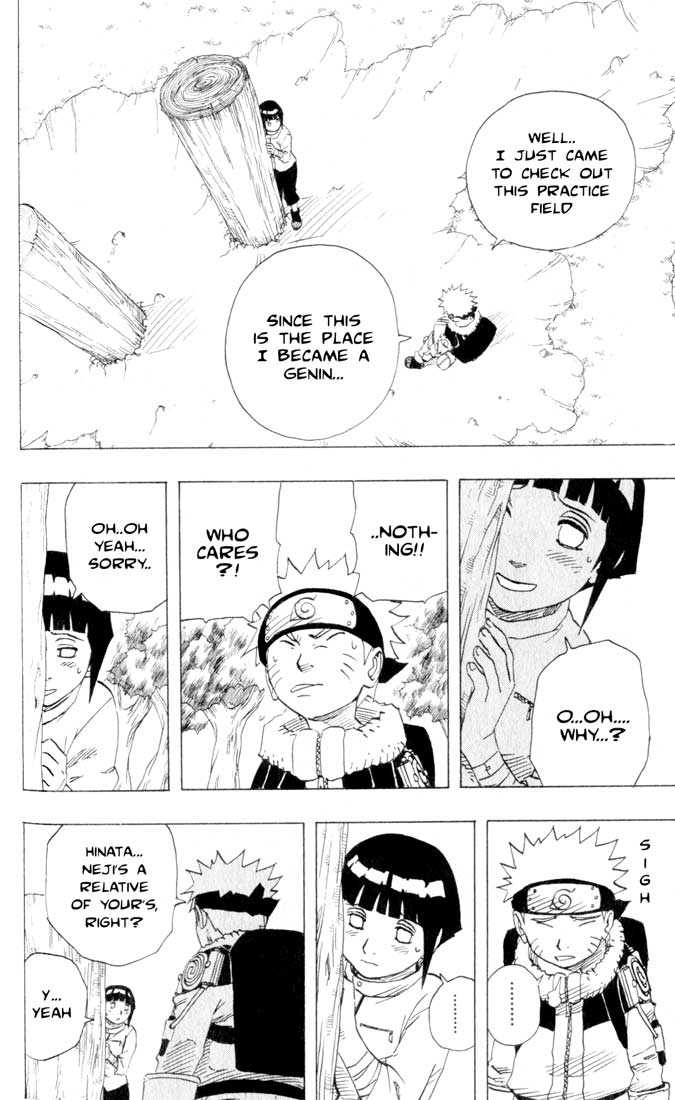 WELL..
I JUST CAME
TO CHECK OUT
THIS PRACTICE
FIELD
SINCE THIS
IS THE PLACE
I BECAME A
GENIN...
O...OH....
WHY...?
..NOTH-
ING!!
WHO
CARES
?!
OH..OH
YEAH...
SORRY..
SIGH
.........
.........
HINATA...
NEJI'S A
RELATIVE
OF YOUR'S,
RIGHT?
Y...
YEAH